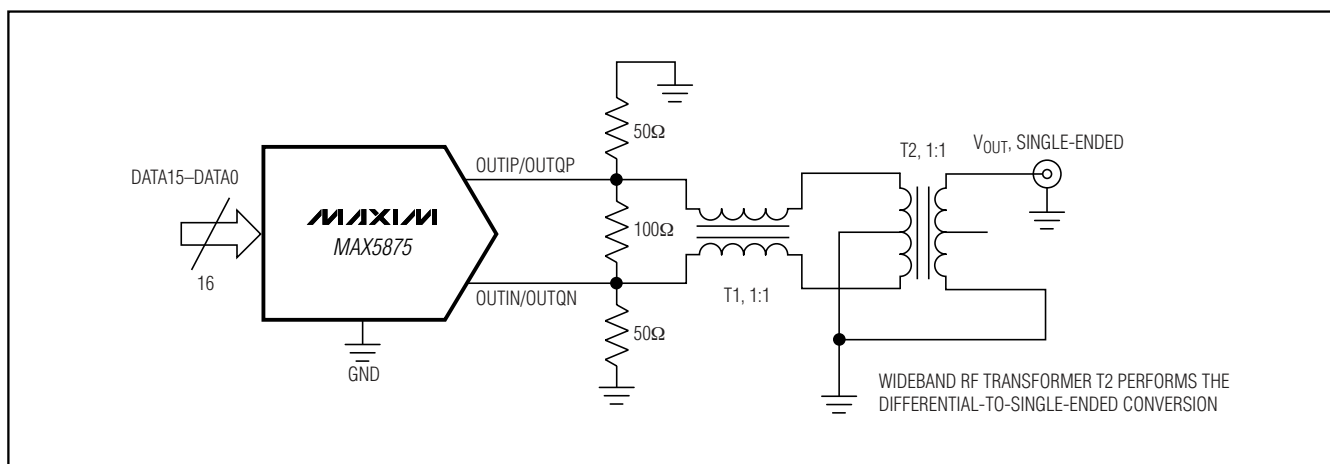 50Ω
T2, 1:1
V_OUT, SINGLE-ENDED
OUTIP/OUTQP
DATA15–DATA0
MAXIM
MAX5875
100Ω
16
OUTIN/OUTQN
T1, 1:1
50Ω
GND
WIDEBAND RF TRANSFORMER T2 PERFORMS THE
DIFFERENTIAL-TO-SINGLE-ENDED CONVERSION